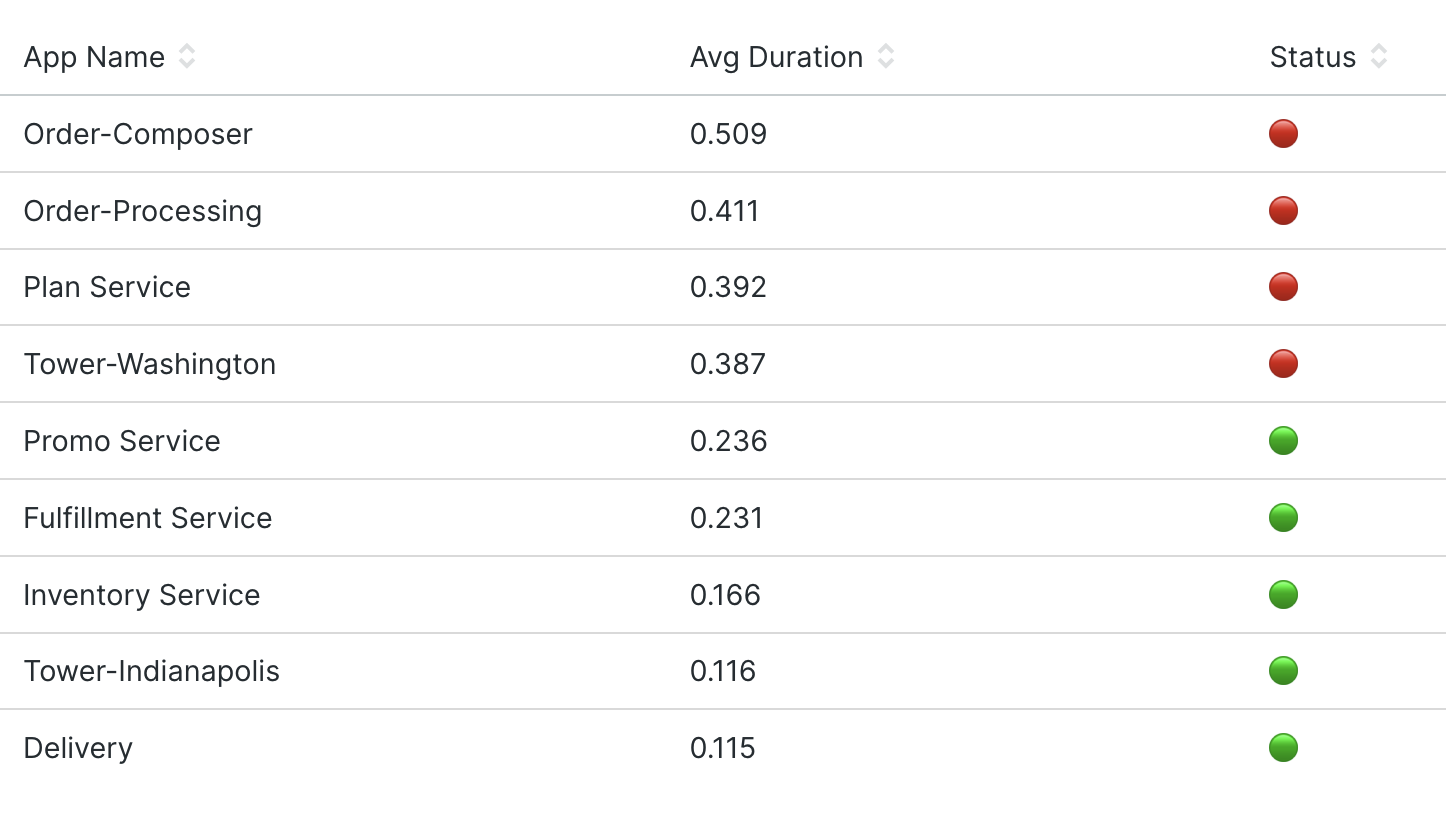 App Name Avg Duration Status
Order-Composer 0.509
Order-Processing 0.411
Plan Service 0.392
Tower-Washington 0.387
Promo Service 0.236
Fulfillment Service 0.231
Inventory Service 0.166
Tower-Indianapolis 0.116
Delivery 0.115